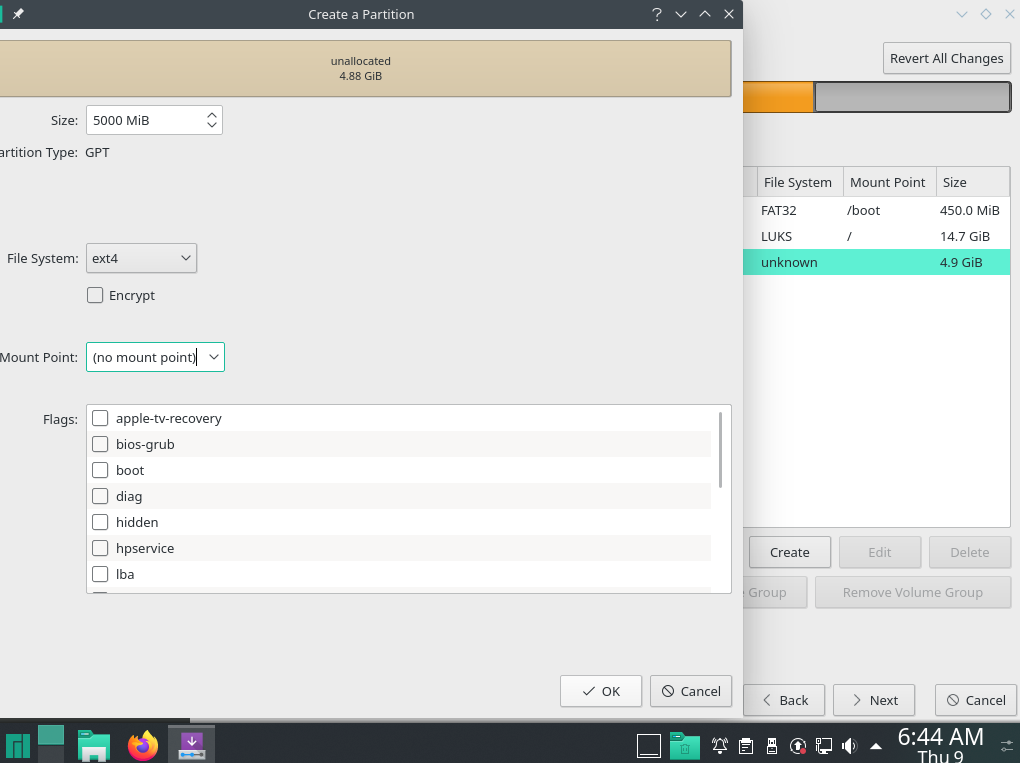 Create a Partition
?
unallocated
4.88 GiB
Size:
5000 MiB
artition Type:
GPT
File System:
ext4
Encrypt
Mount Point:
(no mount point)
Flags:
apple-tv-recovery
bios-grub
boot
diag
hidden
hpservice
lba
OK
Cancel
Revert All Changes
File System Mount Point Size
FAT32 /boot 450.0 MiB
LUKS / 14.7 GiB
unknown 4.9 GiB
Create
Edit
Delete
Group
Remove Volume Group
Back
Next
Cancel
6:44 AM
Thu 9